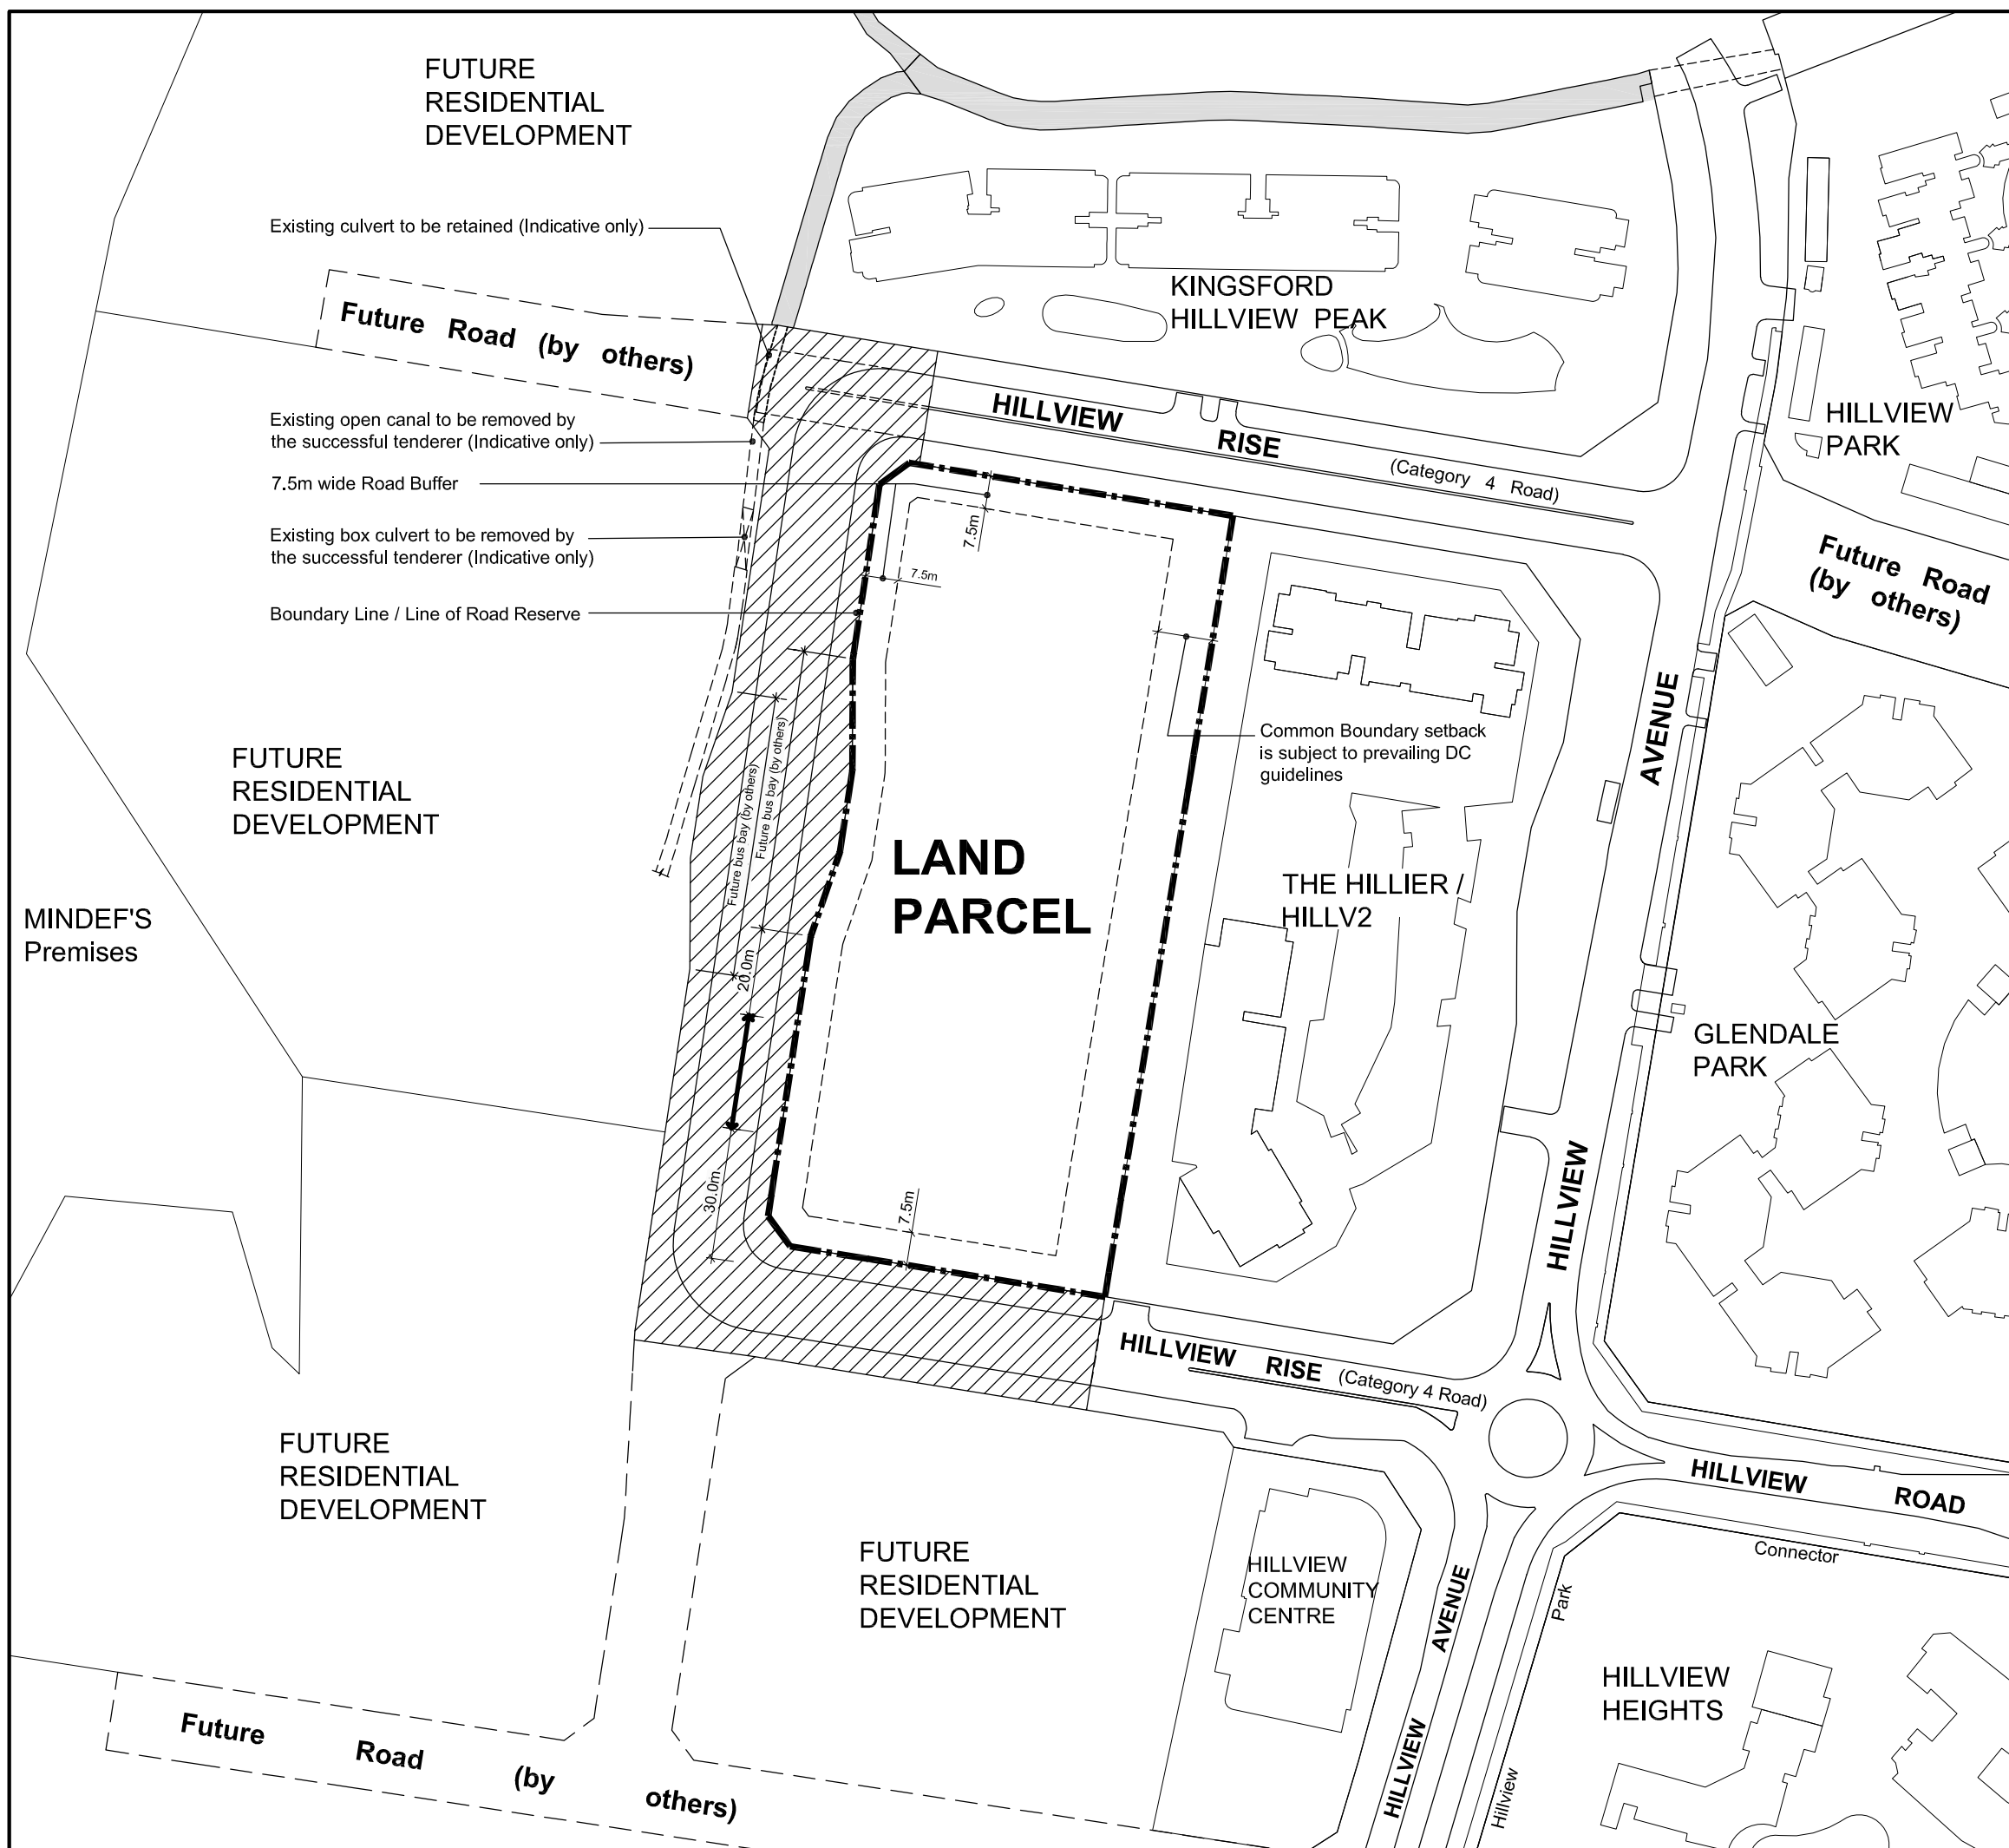 FUTURE
RESIDENTIAL
DEVELOPMENT
Existing culvert to be retained (Indicative only)
Future Road (by others)
KINGSFORD
HILLVIEW PEAK
HILLVIEW RISE
(Category 4 Road)
HILLVIEW
PARK
Existing open canal to be removed by
the successful tenderer (Indicative only)
7.5m wide Road Buffer
Existing box culvert to be removed by
the successful tenderer (Indicative only)
Boundary Line / Line of Road Reserve
7.5m
7.5m
Future Road
(by others)
Common Boundary setback
is subject to prevailing DC
guidelines
FUTURE
RESIDENTIAL
DEVELOPMENT
Future bus bay (by others)
Future bus bay (by others)
LAND
PARCEL
THE HILLIER /
HILLV2
HILLVIEW AVENUE
MINDEF'S
Premises
20.0m
GLENDALE
PARK
30.0m
7.5m
HILLVIEW RISE (Category 4 Road)
FUTURE
RESIDENTIAL
DEVELOPMENT
HILLVIEW ROAD
FUTURE
RESIDENTIAL
DEVELOPMENT
HILLVIEW
COMMUNITY
CENTRE
HILLVIEW AVENUE
Hillview Park Connector
HILLVIEW
HEIGHTS
Future Road (by others)